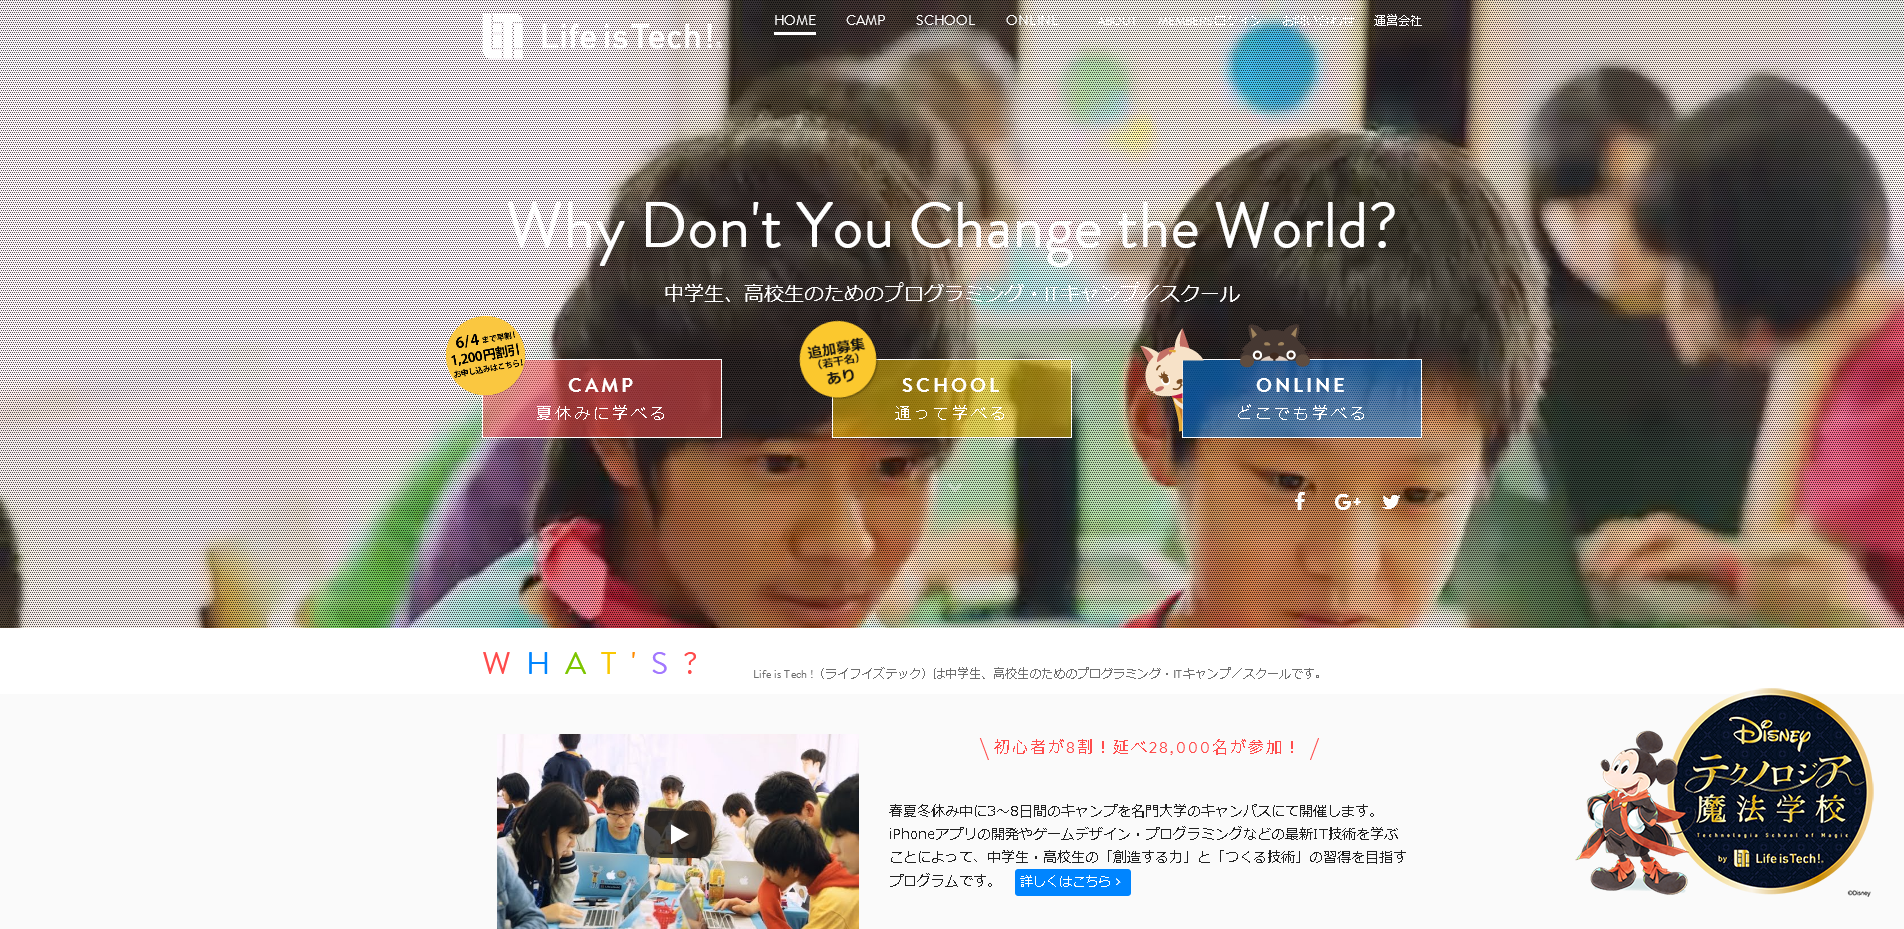 Life is Tech!
HOME CAMP SCHOOL ONLINE ABOUT 運営会社
Why Don't You Change the World?
中学生、高校生のためのプログラミング・ITキャンプ／スクール
6/4まで早割!
1,200円割引
お申し込みはこちら!
CAMP
夏休みに学べる
追加募集
(若干名)
あり
SCHOOL
通って学べる
ONLINE
どこでも学べる
WHAT'S?
Life is Tech !（ライフイズテック）は中学生、高校生のためのプログラミング・ITキャンプ／スクールです。
初心者が8割！延べ28,000名が参加！
春夏冬休み中に3〜8日間のキャンプを名門大学のキャンパスにて開催します。
iPhoneアプリの開発やゲームデザイン・プログラミングなどの最新IT技術を学ぶ
ことによって、中学生・高校生の「創造する力」と「つくる技術」の習得を目指す
プログラムです。 詳しくはこちら
Disney
テクノロジア
魔法学校
Technologia School of Magic
by Life is Tech!
©Disney